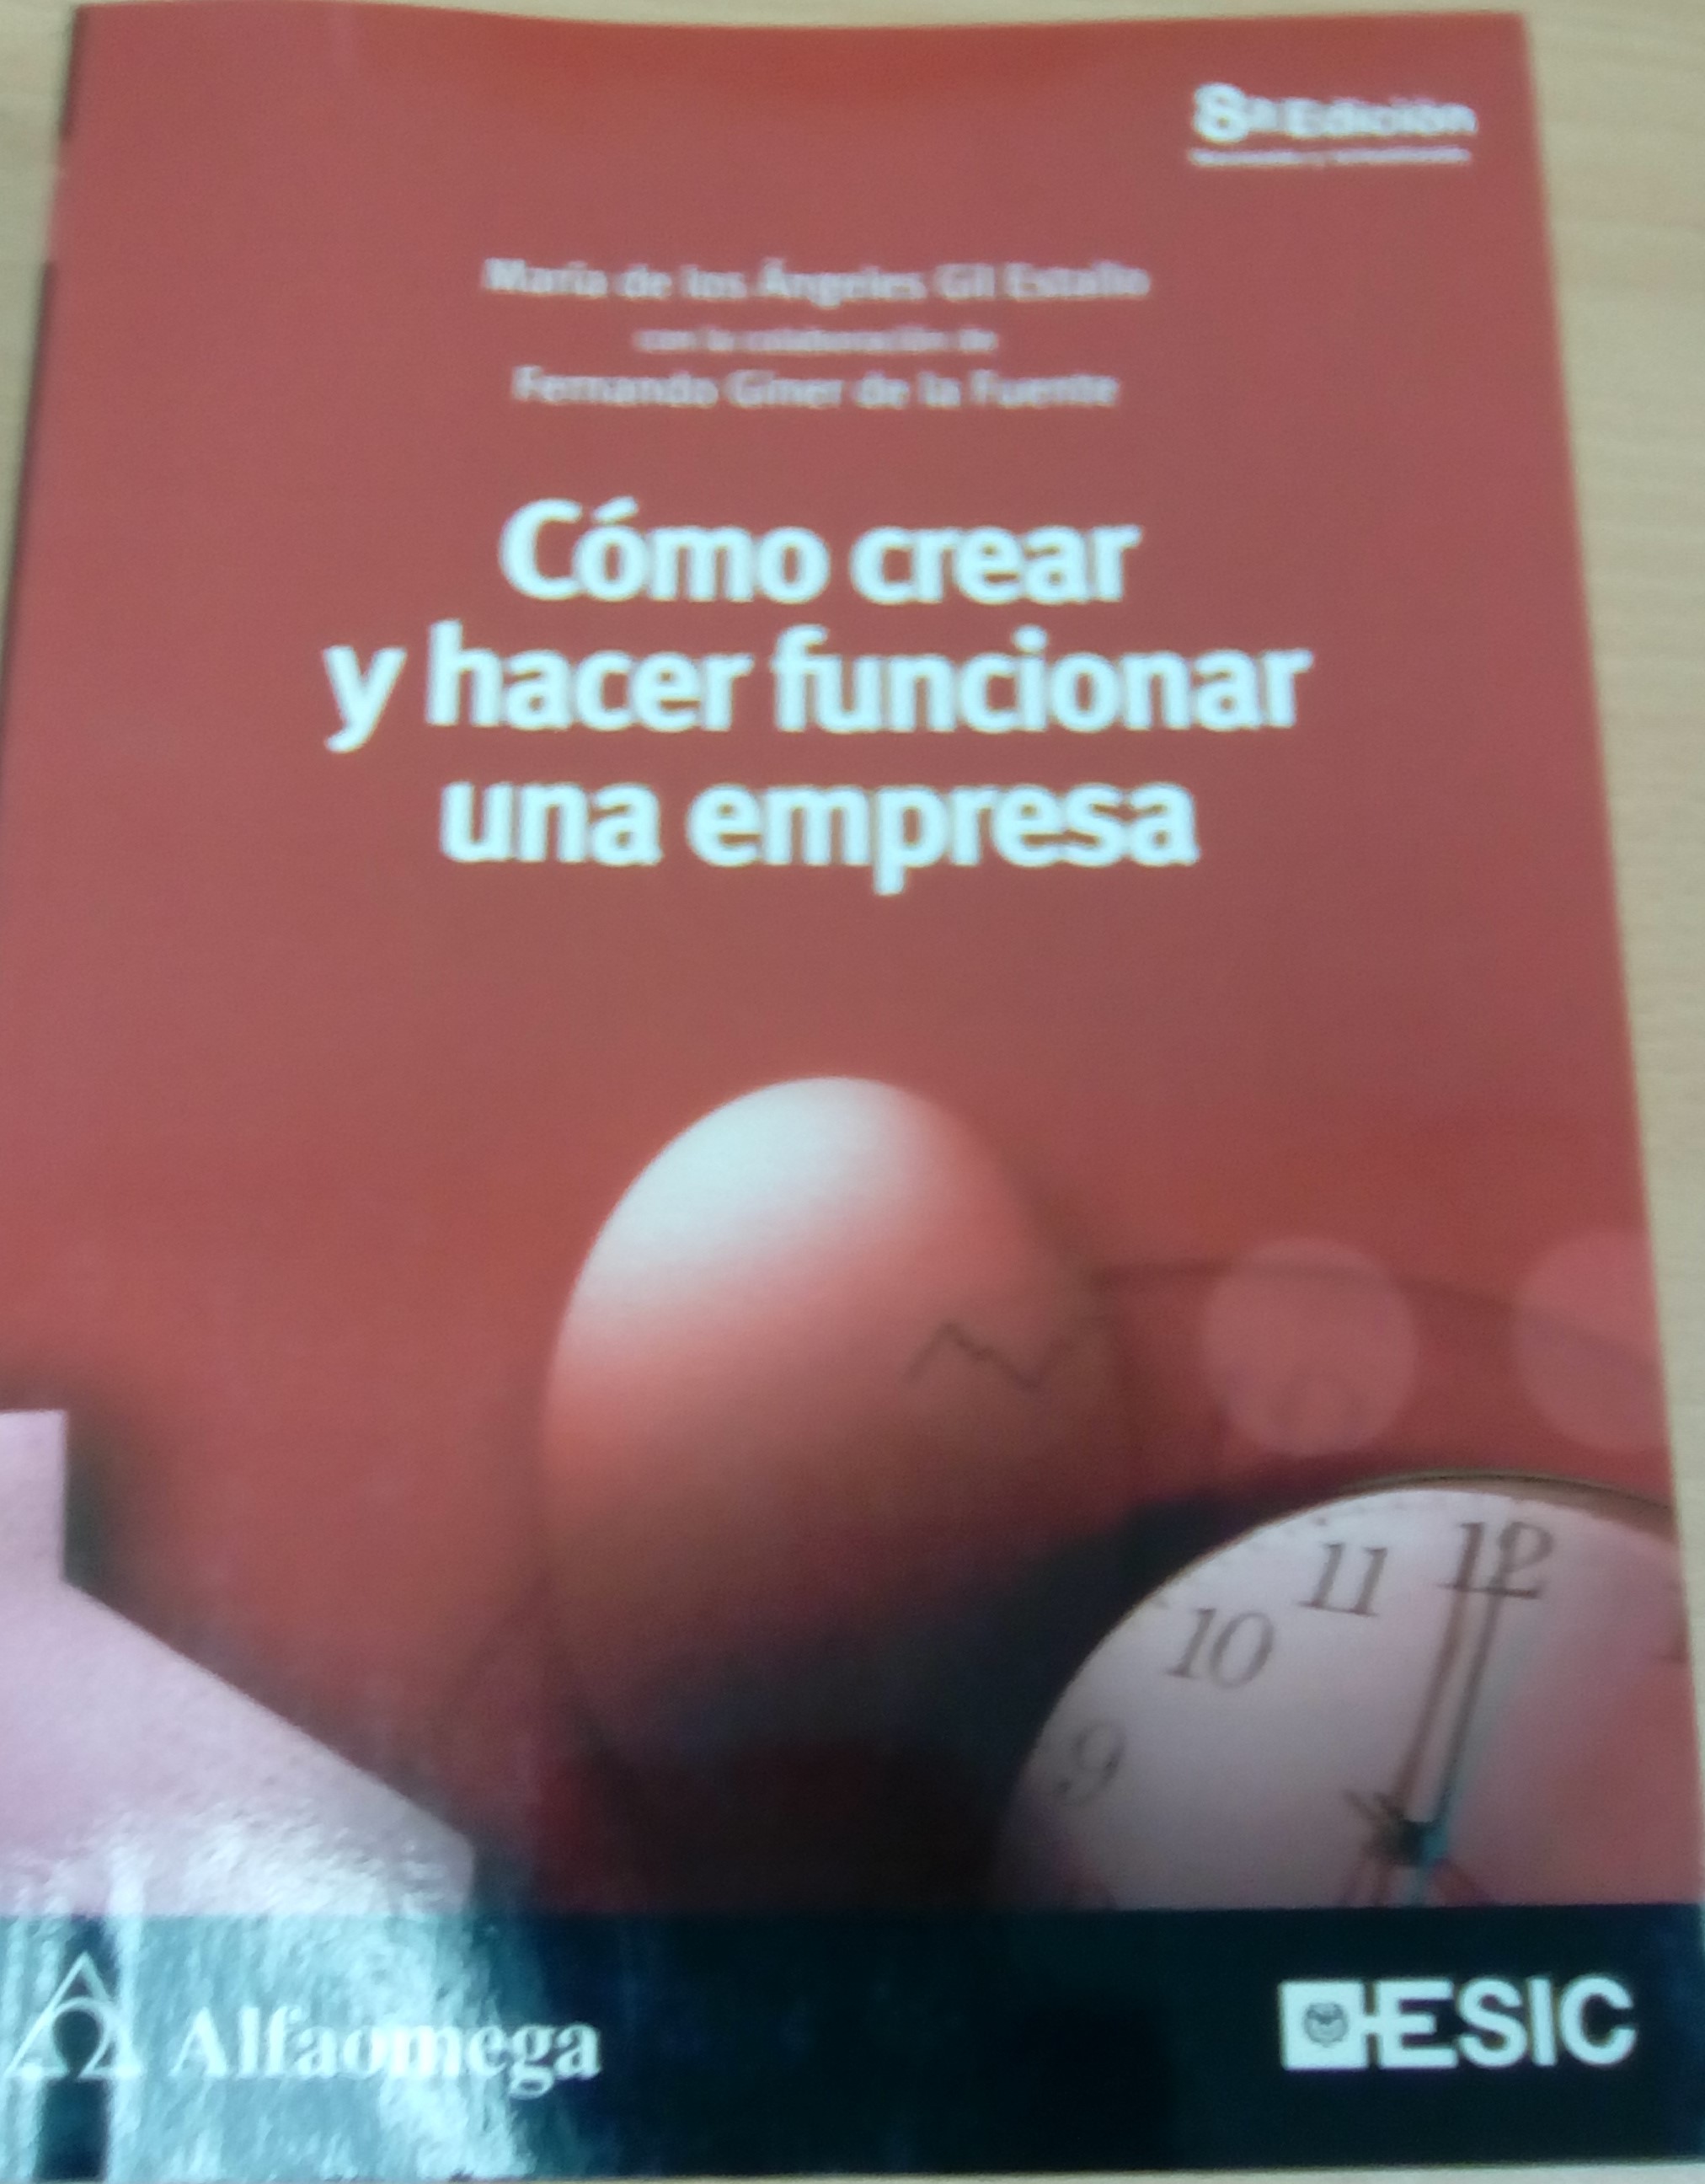 8ª Edición
María de los Ángeles Gil Estallo
con la colaboración de
Fernando Giner de la Fuente
Cómo crear
y hacer funcionar
una empresa
11 12
10
9
Alfaomega
ESIC